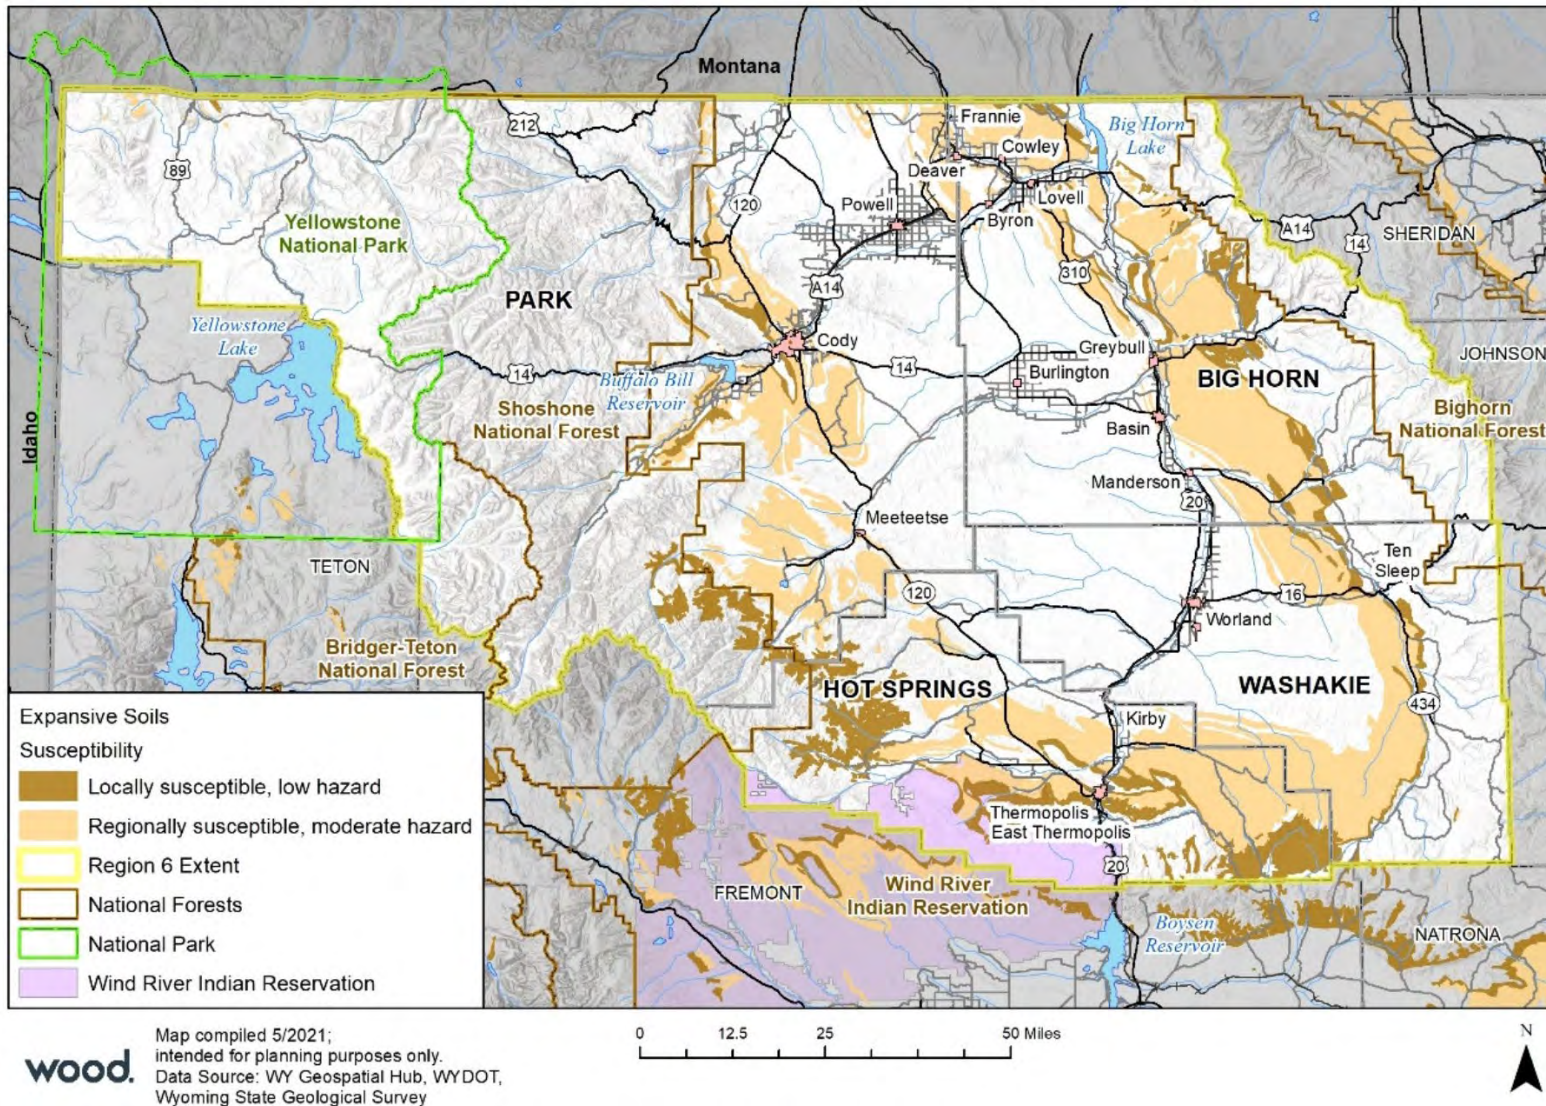 Montana
Frannie
Big Horn
Lake
212
Cowley
89
Deaver
120
Powell
Lovell
Yellowstone
National Park
Byron
A14
14
SHERIDAN
310
PARK
A14
Yellowstone
Lake
Cody
Greybull
JOHNSON
14
14
Burlington
BIG HORN
Buffalo Bill
Reservoir
Shoshone
National Forest
Bighorn
National Forest
Idaho
Basin
Manderson
20
Meeteetse
Ten
Sleep
TETON
120
16
Worland
Bridger-Teton
National Forest
HOT SPRINGS
WASHAKIE
434
Kirby
Thermopolis
East Thermopolis
20
FREMONT
Wind River
Indian Reservation
Boysen
Reservoir
NATRONA
Expansive Soils
Susceptibility
Locally susceptible, low hazard
Regionally susceptible, moderate hazard
Region 6 Extent
National Forests
National Park
Wind River Indian Reservation
wood.
Map compiled 5/2021;
intended for planning purposes only.
Data Source: WY Geospatial Hub, WYDOT,
Wyoming State Geological Survey
0 12.5 25 50 Miles
N